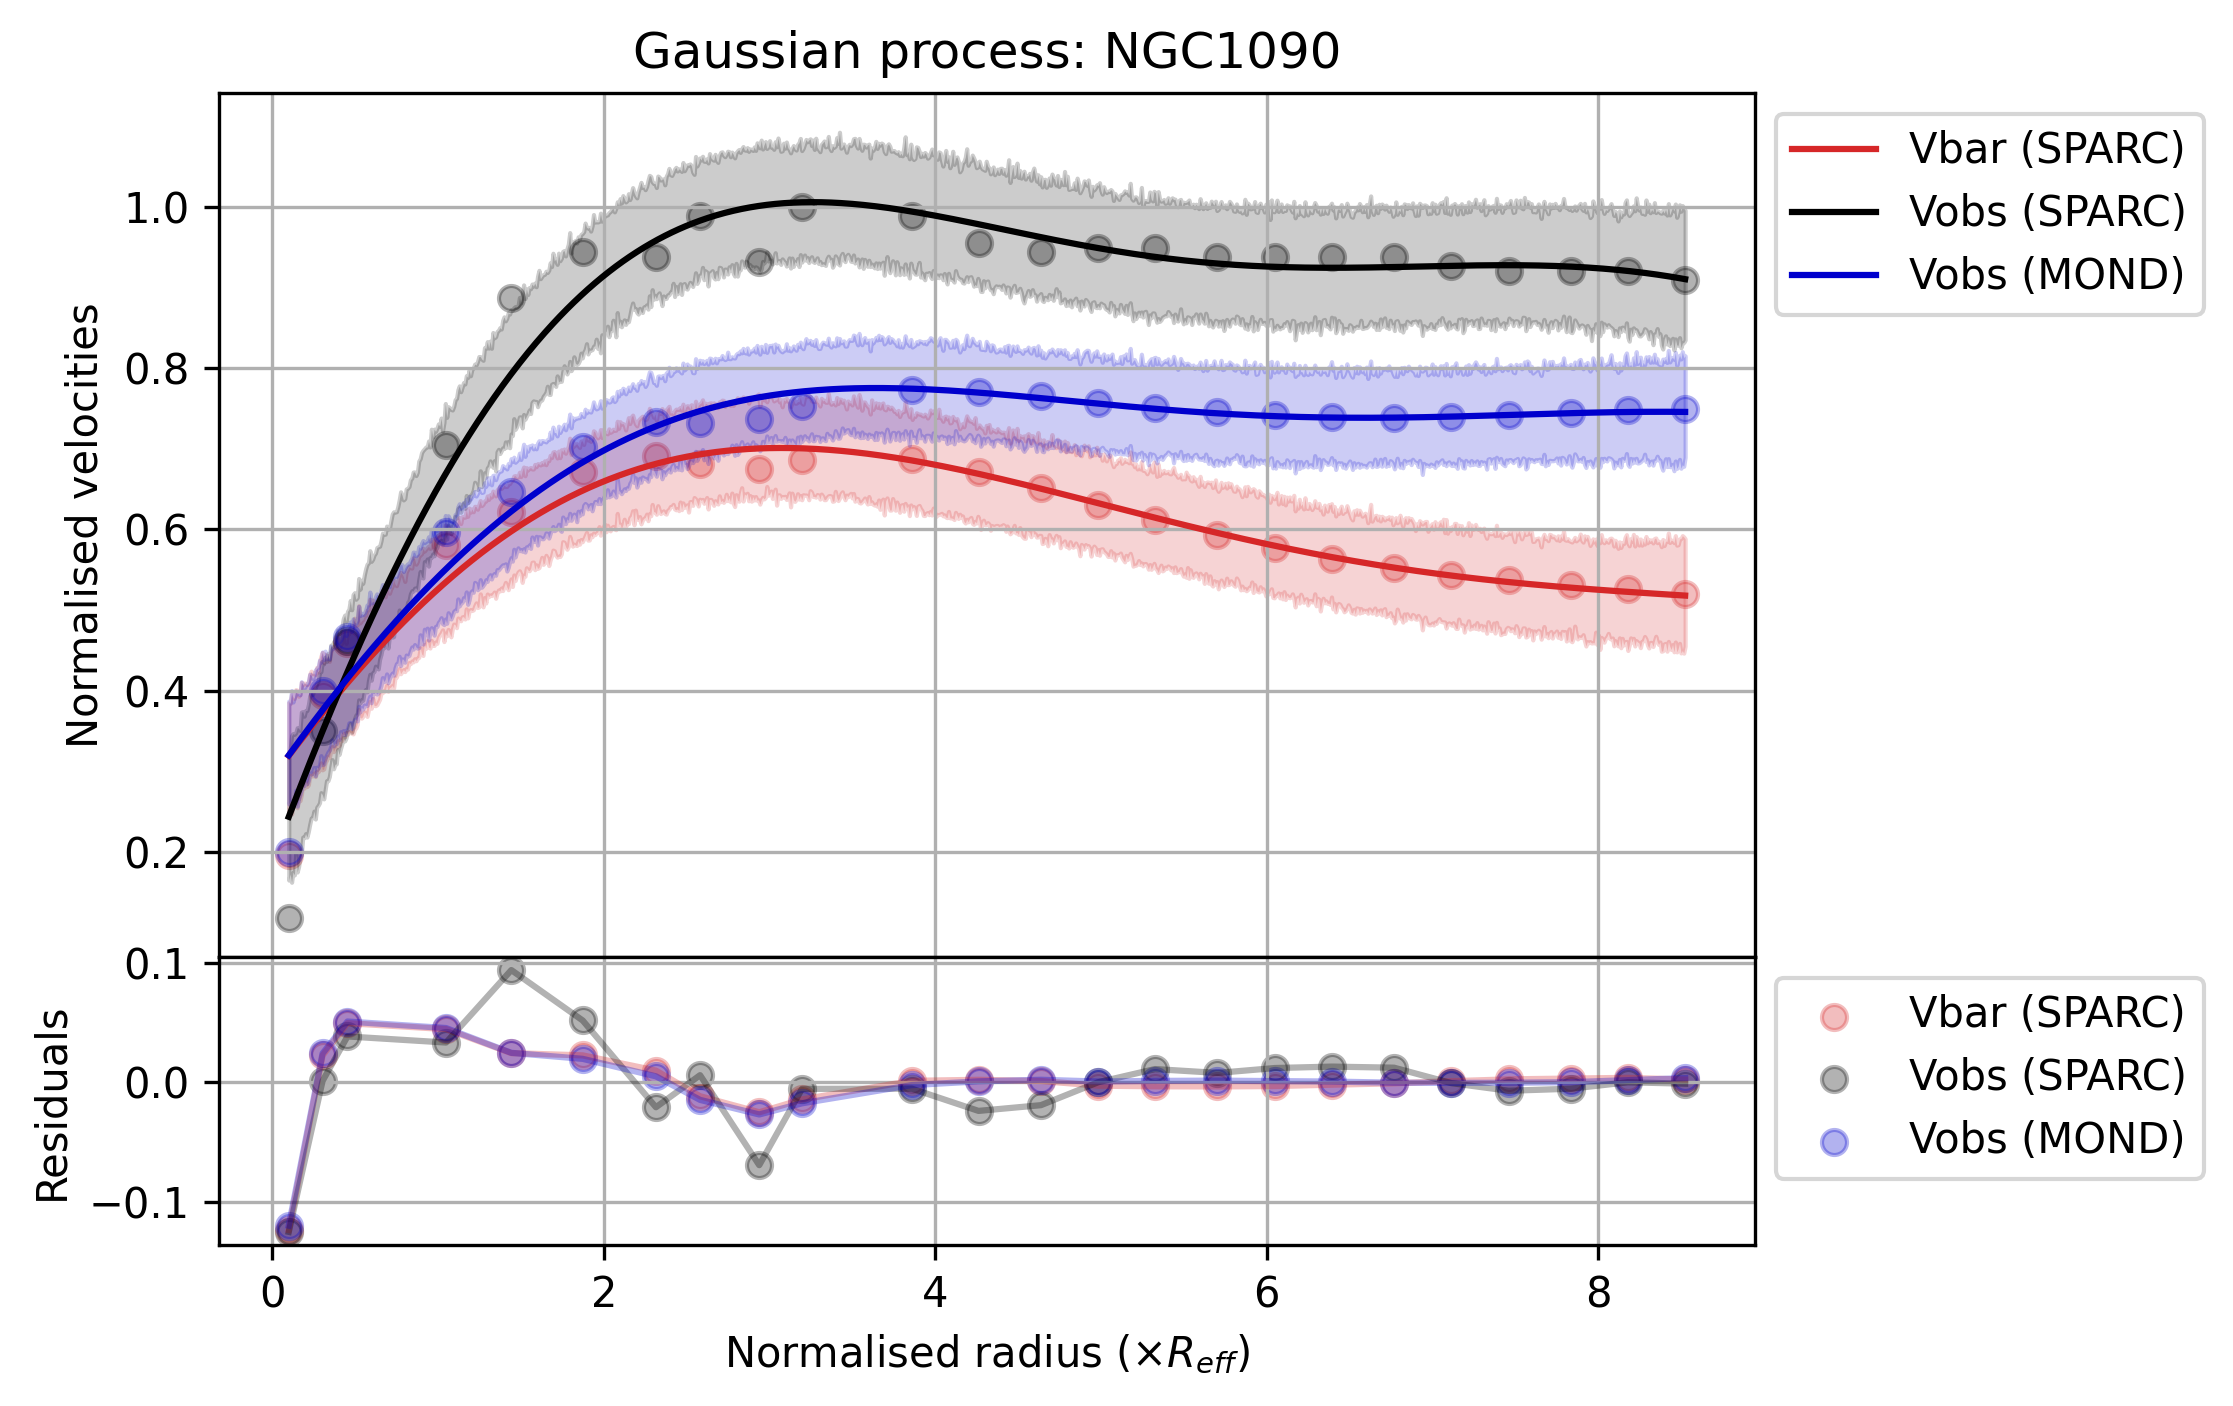 Gaussian process: NGC1090
Normalised velocities
1.0
0.8
0.6
0.4
0.2
Vbar (SPARC)
Vobs (SPARC)
Vobs (MOND)
Residuals
0.1
0.0
−0.1
Vbar (SPARC)
Vobs (SPARC)
Vobs (MOND)
0 2 4 6 8
Normalised radius (×R_eff)